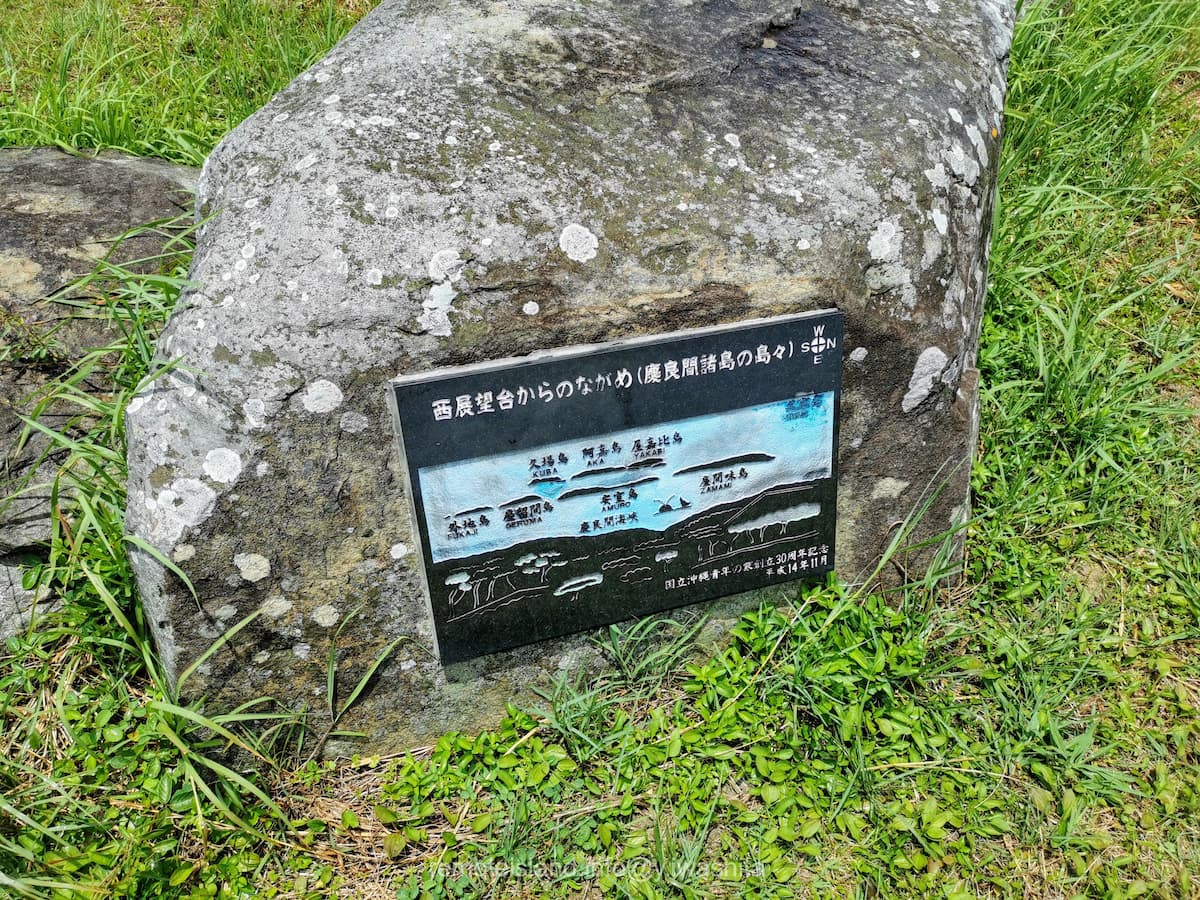 西展望台からのながめ(慶良間諸島の島々)
W
S N
E
久場島
KUBA
阿嘉島
AKA
屋嘉比島
YAKABI
外地島
FUKAJI
慶留間島
GERUMA
安室島
AMURO
座間味島
ZAMAMI
慶良間海峡
国立沖縄青年の家創立30周年記念
平成14年11月